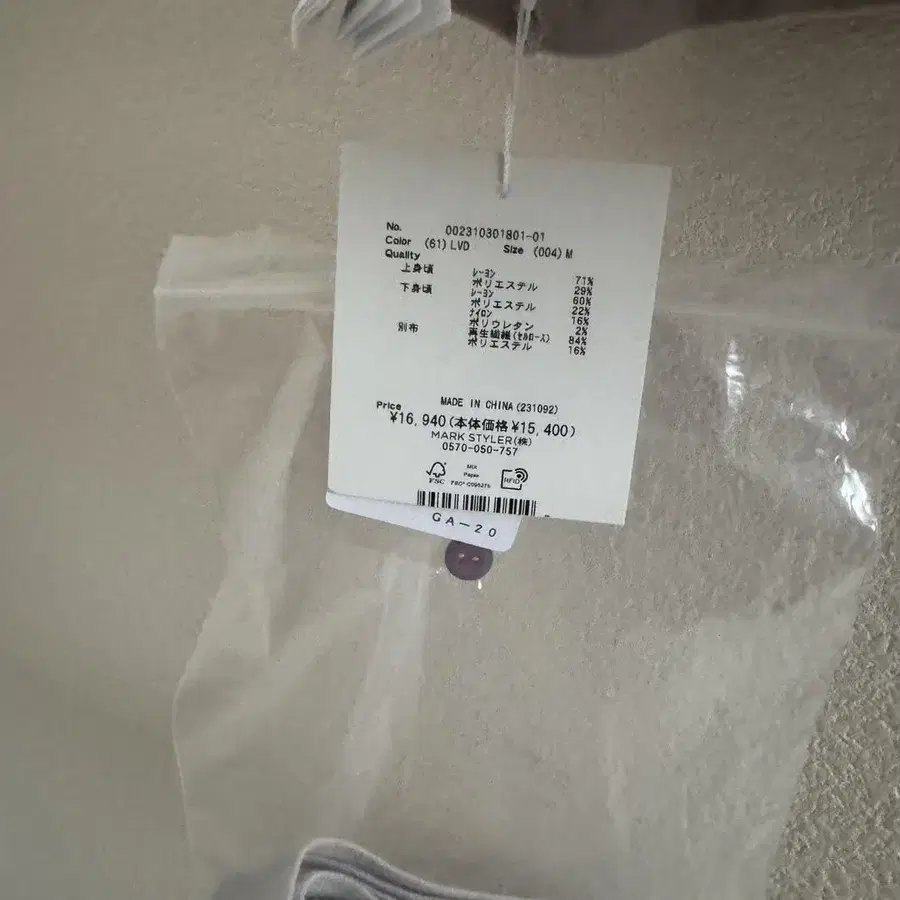 No. 002310301801-01
Color (61) LVD Size (004) M
Quality
上身頃 レーヨン 71%
ポリエステル 29%
下身頃 レーヨン 60%
ポリエステル 22%
ナイロン 16%
ポリウレタン 2%
別布 再生繊維(セルロース) 84%
ポリエステル 16%
MADE IN CHINA (231092)
Price
¥16,940(本体価格¥15,400)
MARK STYLER(株)
0570-050-757
FSC
MIX
RFID
GA-20